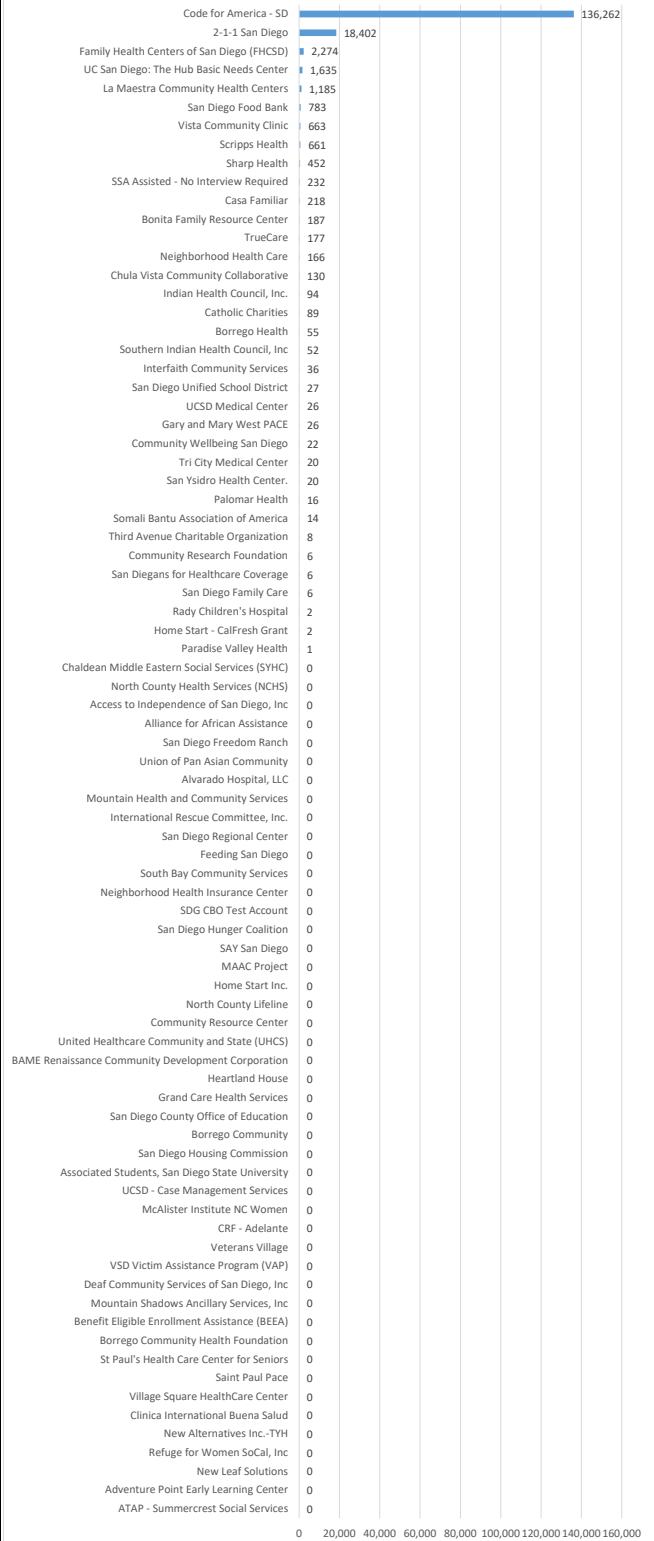 Code for America - SD 136,262
2-1-1 San Diego 18,402
Family Health Centers of San Diego (FHCSD) 2,274
UC San Diego: The Hub Basic Needs Center 1,635
La Maestra Community Health Centers 1,185
San Diego Food Bank 783
Vista Community Clinic 663
Scripps Health 661
Sharp Health 452
SSA Assisted - No Interview Required 232
Casa Familiar 218
Bonita Family Resource Center 187
TrueCare 177
Neighborhood Health Care 166
Chula Vista Community Collaborative 130
Indian Health Council, Inc. 94
Catholic Charities 89
Borrego Health 55
Southern Indian Health Council, Inc 52
Interfaith Community Services 36
San Diego Unified School District 27
UCSD Medical Center 26
Gary and Mary West PACE 26
Community Wellbeing San Diego 22
Tri City Medical Center 20
San Ysidro Health Center. 20
Palomar Health 16
Somali Bantu Association of America 14
Third Avenue Charitable Organization 8
Community Research Foundation 6
San Diegans for Healthcare Coverage 6
San Diego Family Care 6
Rady Children's Hospital 2
Home Start - CalFresh Grant 2
Paradise Valley Health 1
Chaldean Middle Eastern Social Services (SYHC) 0
North County Health Services (NCHS) 0
Access to Independence of San Diego, Inc 0
Alliance for African Assistance 0
San Diego Freedom Ranch 0
Union of Pan Asian Community 0
Alvarado Hospital, LLC 0
Mountain Health and Community Services 0
International Rescue Committee, Inc. 0
San Diego Regional Center 0
Feeding San Diego 0
South Bay Community Services 0
Neighborhood Health Insurance Center 0
SDG CBO Test Account 0
San Diego Hunger Coalition 0
SAY San Diego 0
MAAC Project 0
Home Start Inc. 0
North County Lifeline 0
Community Resource Center 0
United Healthcare Community and State (UHCS) 0
BAME Renaissance Community Development Corporation 0
Heartland House 0
Grand Care Health Services 0
San Diego County Office of Education 0
Borrego Community 0
San Diego Housing Commission 0
Associated Students, San Diego State University 0
UCSD - Case Management Services 0
McAlister Institute NC Women 0
CRF - Adelante 0
Veterans Village 0
VSD Victim Assistance Program (VAP) 0
Deaf Community Services of San Diego, Inc 0
Mountain Shadows Ancillary Services, Inc 0
Benefit Eligible Enrollment Assistance (BEEA) 0
Borrego Community Health Foundation 0
St Paul's Health Care Center for Seniors 0
Saint Paul Pace 0
Village Square HealthCare Center 0
Clinica International Buena Salud 0
New Alternatives Inc.-TYH 0
Refuge for Women SoCal, Inc 0
New Leaf Solutions 0
Adventure Point Early Learning Center 0
ATAP - Summercrest Social Services 0
0 20,000 40,000 60,000 80,000 100,000 120,000 140,000 160,000